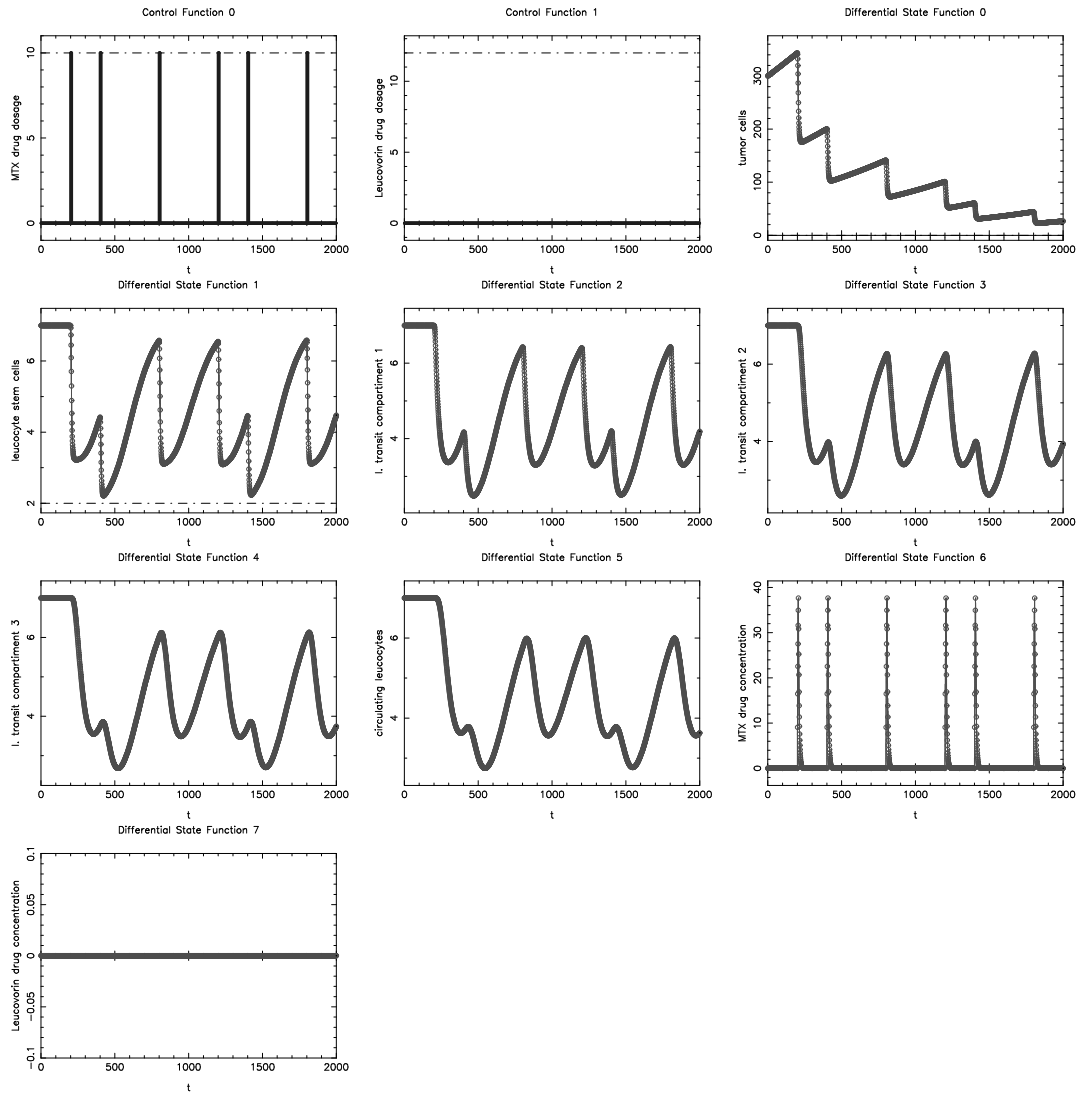 Control Function 0
MTX drug dosage
10
5
0
0 500 1000 1500 2000
t
Control Function 1
Leucovorin drug dosage
10
5
0
0 500 1000 1500 2000
t
Differential State Function 0
tumor cells
300
200
100
0
0 500 1000 1500 2000
t
Differential State Function 1
leucocyte stem cells
6
4
2
0 500 1000 1500 2000
t
Differential State Function 2
l. transit compartiment 1
6
4
0 500 1000 1500 2000
t
Differential State Function 3
l. transit compartiment 2
6
4
0 500 1000 1500 2000
t
Differential State Function 4
l. transit compartiment 3
6
4
0 500 1000 1500 2000
t
Differential State Function 5
circulating leucocytes
6
4
0 500 1000 1500 2000
t
Differential State Function 6
MTX drug concentration
40
30
20
10
0
0 500 1000 1500 2000
t
Differential State Function 7
Leucovorin drug concentration
0.1
0.05
0
−0.05
−0.1
0 500 1000 1500 2000
t